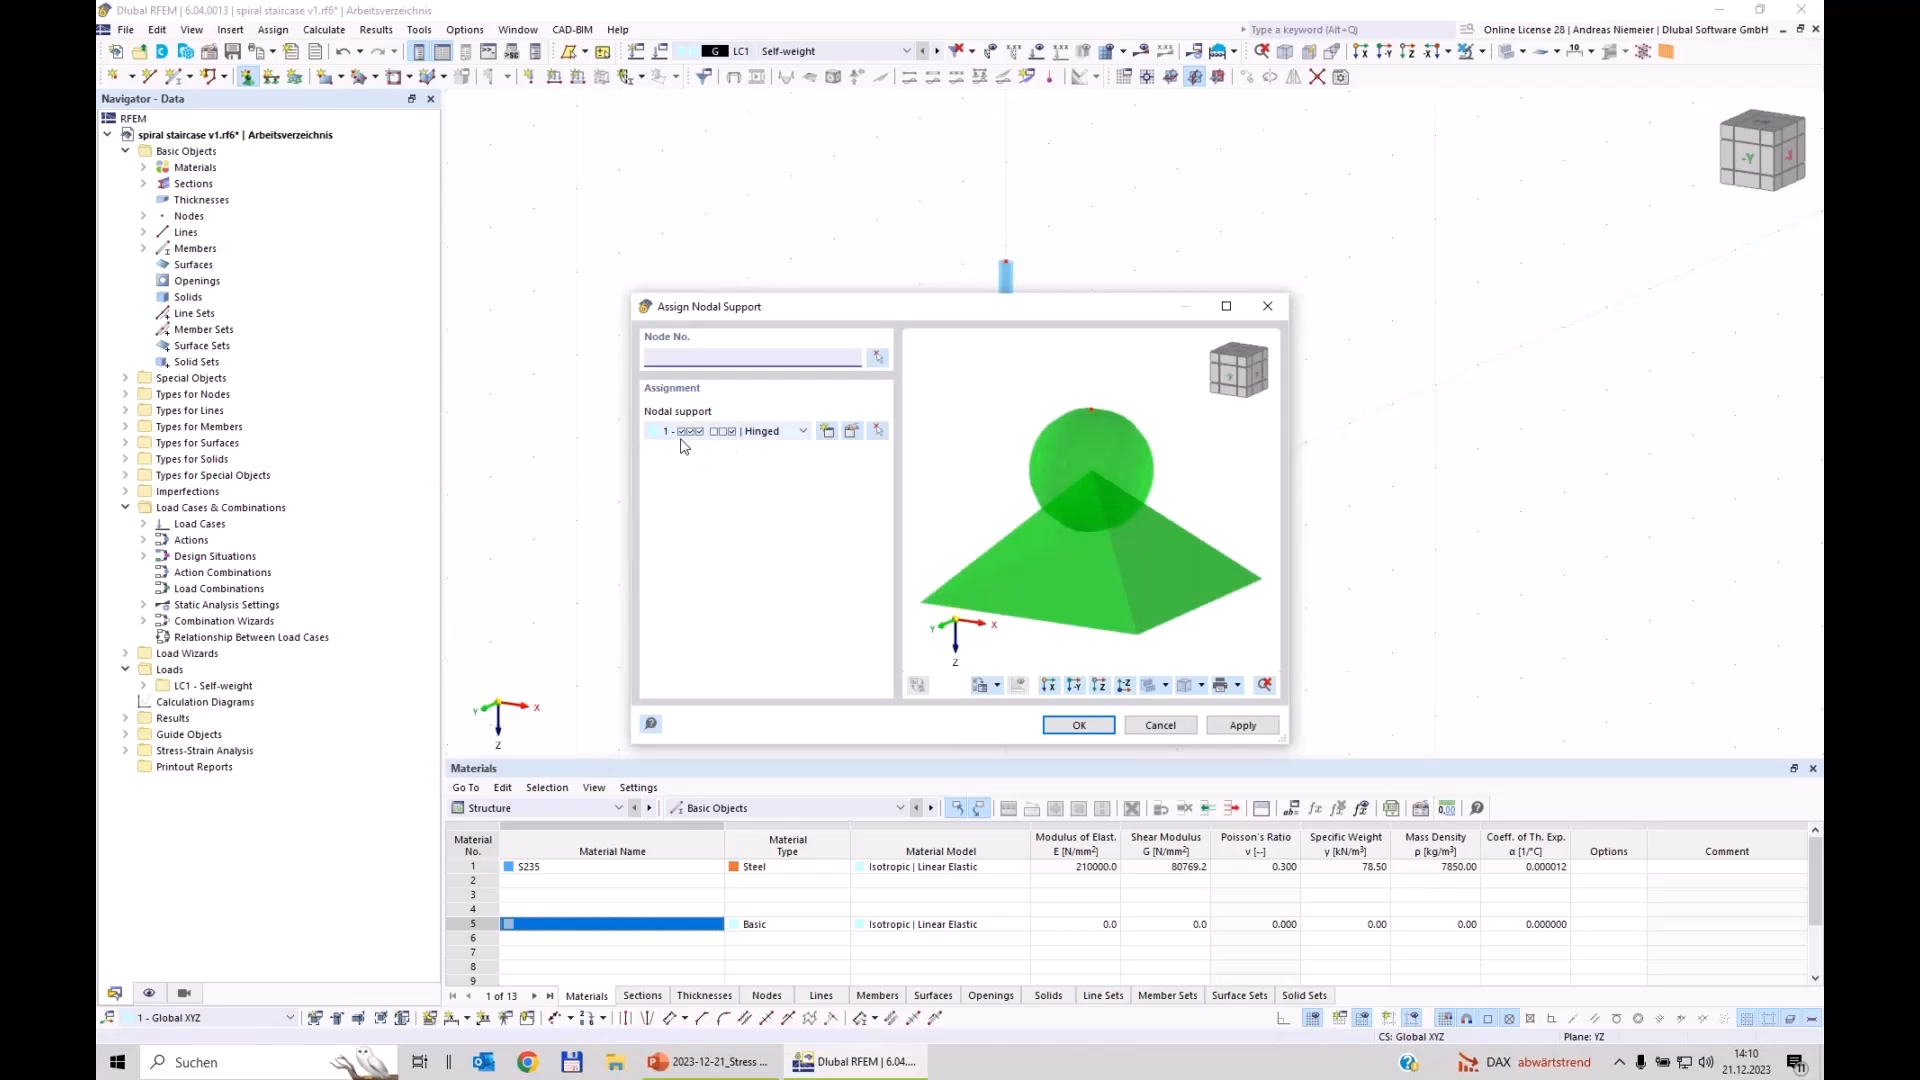 Dlubal RFEM | 6.04.0013 | spiral staircase v1.rf6* | Arbeitsverzeichnis
File Edit View Insert Assign Calculate Results Tools Options Window CAD-BIM Help
Type a keyword (Alt+Q)
Online License 28 | Andreas Niemeier | Dlubal Software GmbH
G LC1 Self-weight
Navigator - Data
RFEM
spiral staircase v1.rf6* | Arbeitsverzeichnis
Basic Objects
Materials
Sections
Thicknesses
Nodes
Lines
Members
Surfaces
Openings
Solids
Line Sets
Member Sets
Surface Sets
Solid Sets
Special Objects
Types for Nodes
Types for Lines
Types for Members
Types for Surfaces
Types for Solids
Types for Special Objects
Imperfections
Load Cases & Combinations
Load Cases
Actions
Design Situations
Action Combinations
Load Combinations
Static Analysis Settings
Combination Wizards
Relationship Between Load Cases
Load Wizards
Loads
LC1 - Self-weight
Calculation Diagrams
Results
Guide Objects
Stress-Strain Analysis
Printout Reports
-Y
Assign Nodal Support
Node No.
Assignment
Nodal support
1 - | Hinged
Y X
Z
OK Cancel Apply
Y X
Z
Materials
Go To Edit Selection View Settings
Structure
Basic Objects
Material No. Material Name Material Type Material Model Modulus of Elast. E [N/mm²] Shear Modulus G [N/mm²] Poisson's Ratio ν [--] Specific Weight γ [kN/m³] Mass Density ρ [kg/m³] Coeff. of Th. Exp. α [1/°C] Options Comment
1 S235 Steel Isotropic | Linear Elastic 210000.0 80769.2 0.300 78.50 7850.00 0.000012
2
3
4
5 Basic Isotropic | Linear Elastic 0.0 0.0 0.000 0.00 0.00 0.000000
6
7
8
9
1 of 13 Materials Sections Thicknesses Nodes Lines Members Surfaces Openings Solids Line Sets Member Sets Surface Sets Solid Sets
1 - Global XYZ
CS: Global XYZ Plane: YZ
Suchen
2023-12-21_Stress ...
Dlubal RFEM | 6.04....
DAX abwärtstrend
14:10
21.12.2023